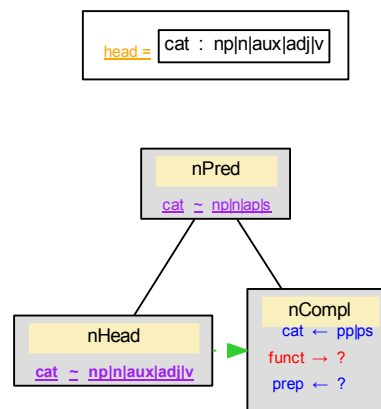 head = cat : np|n|aux|adj|v
nPred
cat ~ np|n|ap|s
nHead
cat ~ np|n|aux|adj|v
nCompl
cat ← pp|ps
funct → ?
prep ← ?